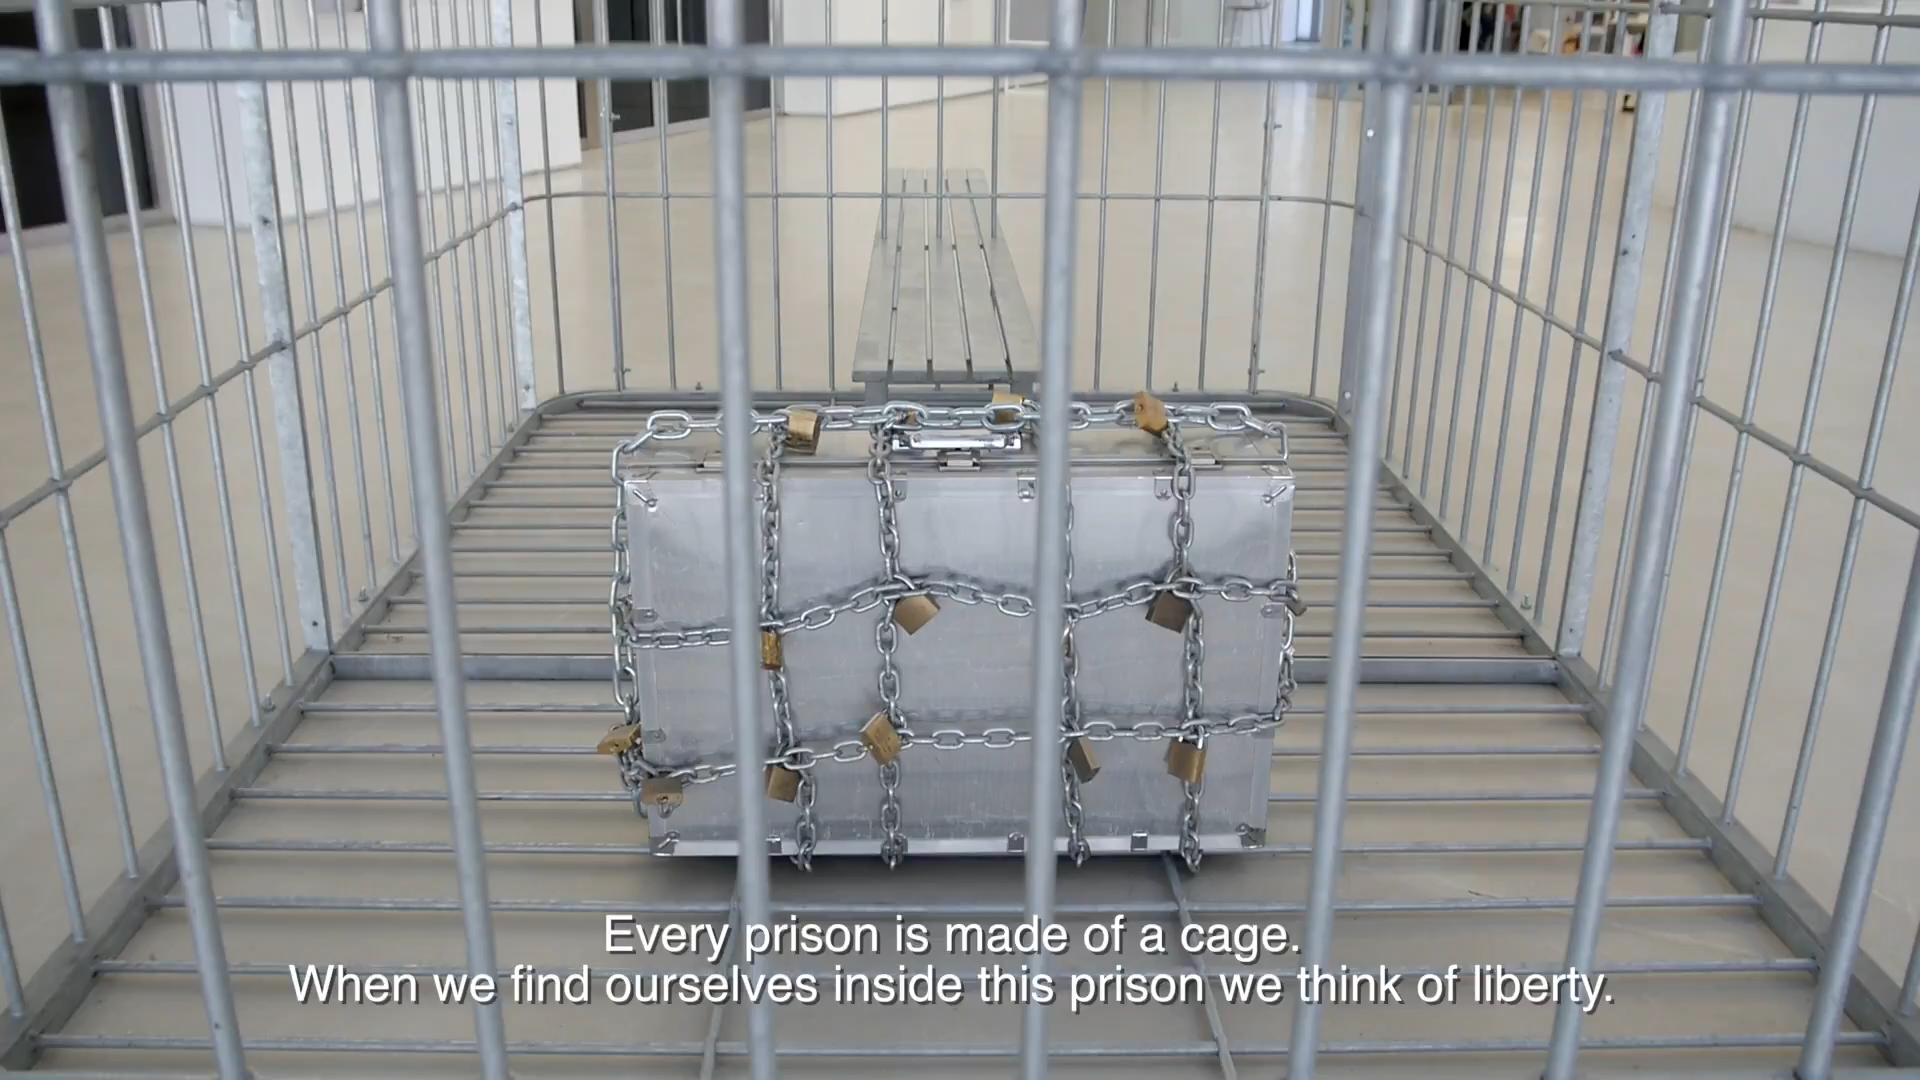 Every prison is made of a cage.
When we find ourselves inside this prison we think of liberty.